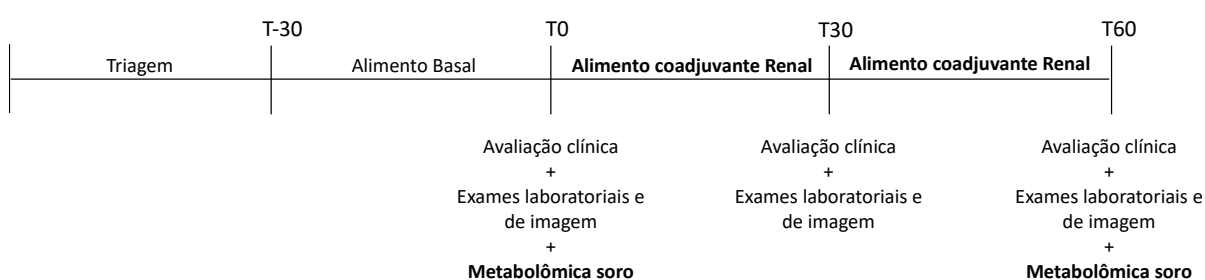 T-30
T0
T30
T60
Triagem
Alimento Basal
Alimento coadjuvante Renal
Alimento coadjuvante Renal
Avaliação clínica
+
Exames laboratoriais e
de imagem
+
Metabolômica soro
Avaliação clínica
+
Exames laboratoriais e
de imagem
Avaliação clínica
+
Exames laboratoriais e
de imagem
+
Metabolômica soro